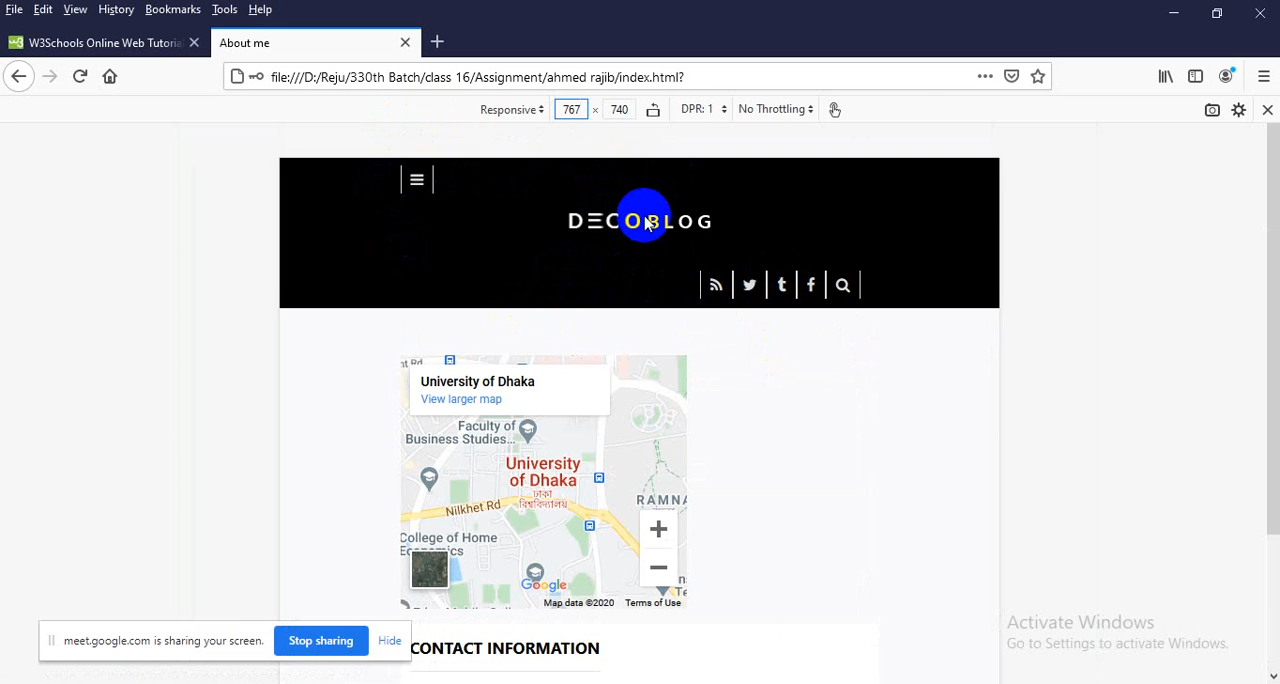 File Edit View History Bookmarks Tools Help
W3Schools Online Web Tutoria
About me
file:///D:/Reju/330th Batch/class 16/Assignment/ahmed rajib/index.html?
Responsive 767 × 740 DPR: 1 No Throttling
DECOBLOG
University of Dhaka
View larger map
Faculty of
Business Studies...
University
of Dhaka
ঢাকা
বিশ্ববিদ্যালয়
RAMNA
Nilkhet Rd
College of Home
Economics
Google
Map data ©2020 Terms of Use
meet.google.com is sharing your screen. Stop sharing Hide
CONTACT INFORMATION
Activate Windows
Go to Settings to activate Windows.